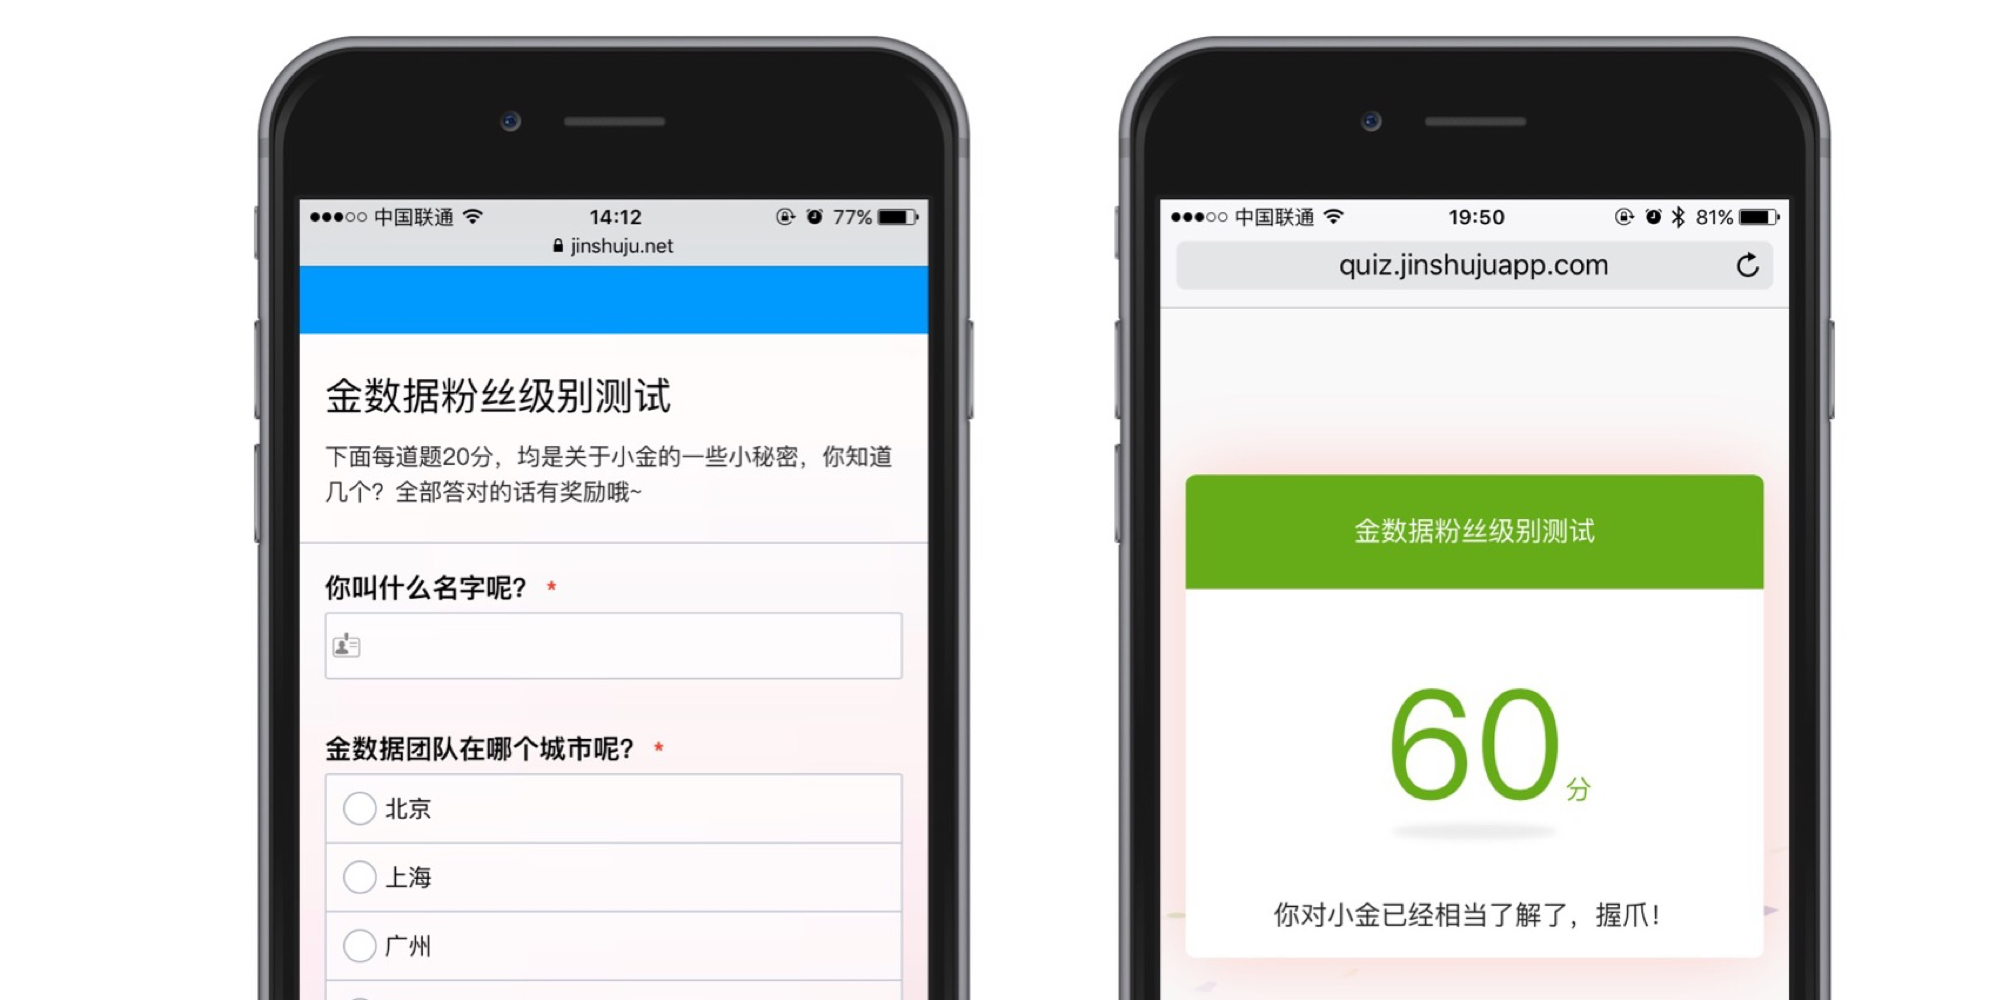 中国联通
14:12
77%
jinshuju.net
金数据粉丝级别测试
下面每道题20分，均是关于小金的一些小秘密，你知道
几个？全部答对的话有奖励哦~
你叫什么名字呢？ *
金数据团队在哪个城市呢？ *
北京
上海
广州
中国联通
19:50
81%
quiz.jinshujuapp.com
金数据粉丝级别测试
60分
你对小金已经相当了解了，握爪！